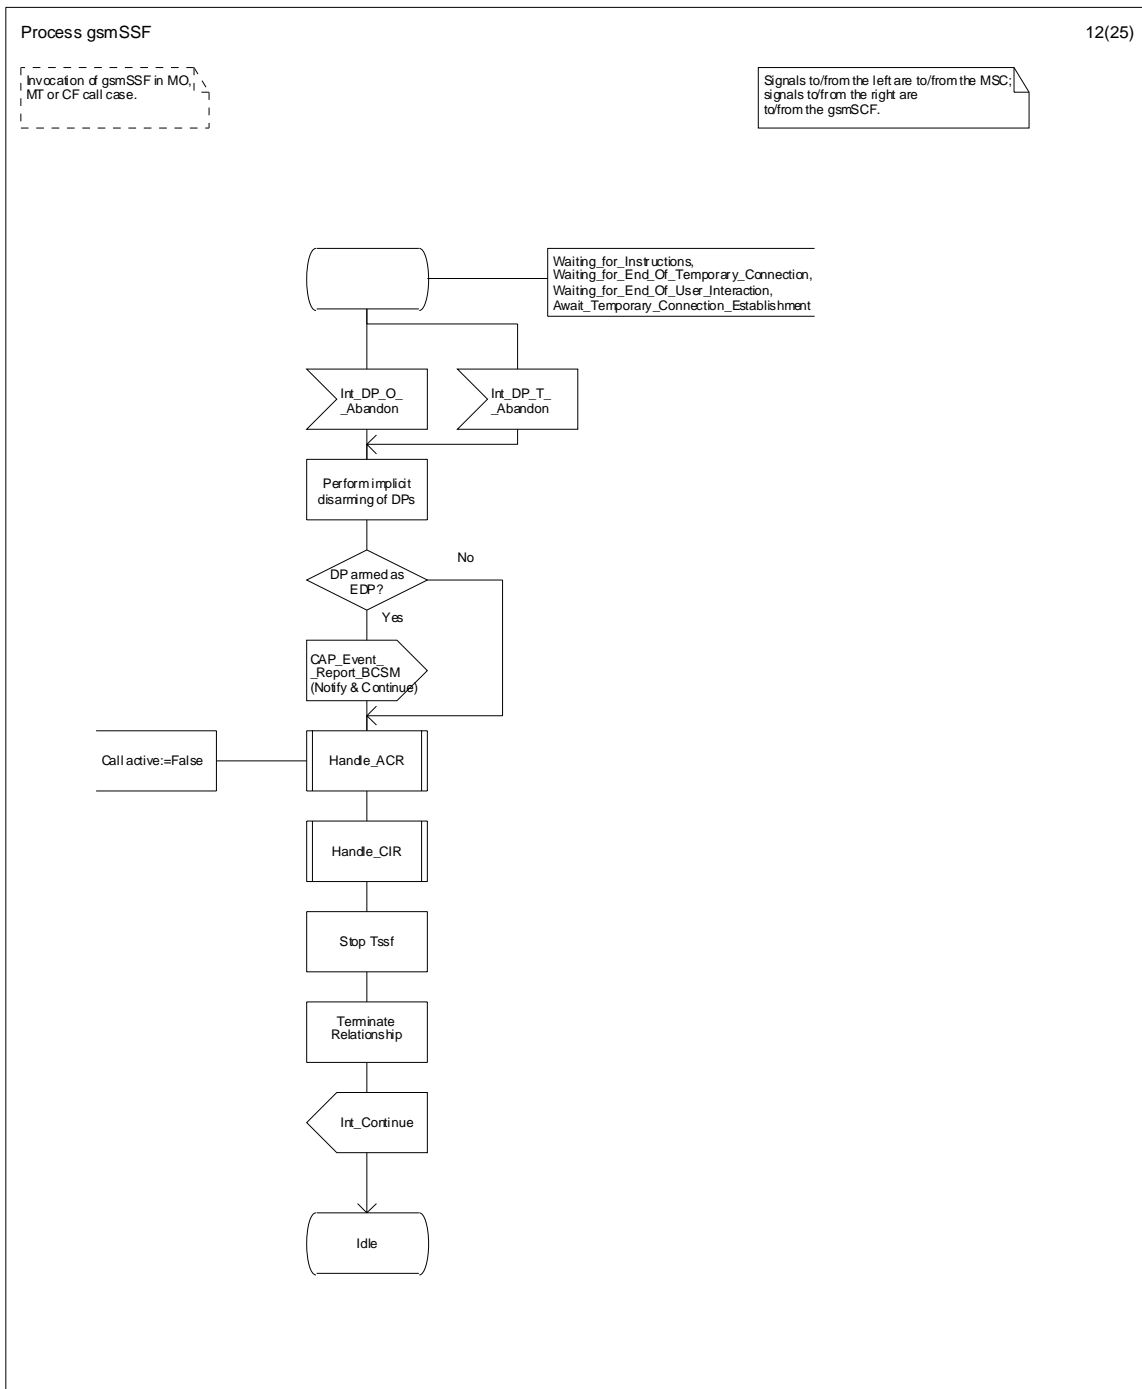 Process gsmSSF
12(25)
Invocation of gsmSSF in MO,
MT or CF call case.
Signals to/from the left are to/from the MSC;
signals to/from the right are
to/from the gsmSCF.
Waiting_for_Instructions,
Waiting_for_End_Of_Temporary_Connection,
Waiting_for_End_Of_User_Interaction,
Await_Temporary_Connection_Establishment
Int_DP_O_
_Abandon
Int_DP_T_
_Abandon
Perform implicit
disarming of DPs
No
DP armed as
EDP?
Yes
CAP_Event_
_Report_BCSM
(Notify & Continue)
Call active:=False
Handle_ACR
Handle_CIR
Stop Tssf
Terminate
Relationship
Int_Continue
Idle